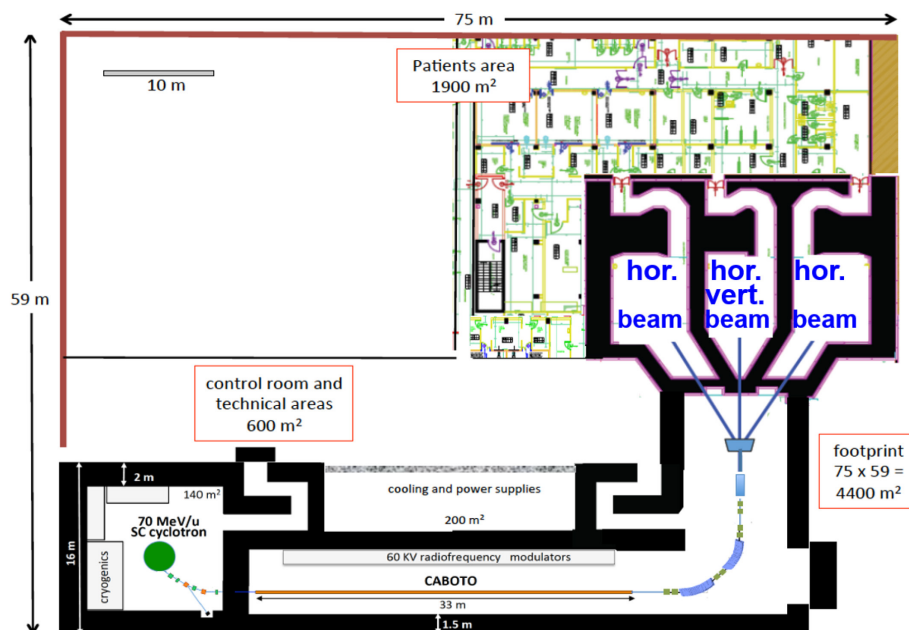 75 m
10 m
Patients area
1900 m²
59 m
hor.
beam
hor.
vert.
beam
hor.
beam
control room and
technical areas
600 m²
footprint
75 x 59 =
4400 m²
2 m
140 m²
cooling and power supplies
200 m²
70 MeV/u
SC cyclotron
16 m
cryogenics
60 KV radiofrequency modulators
CABOTO
33 m
1.5 m